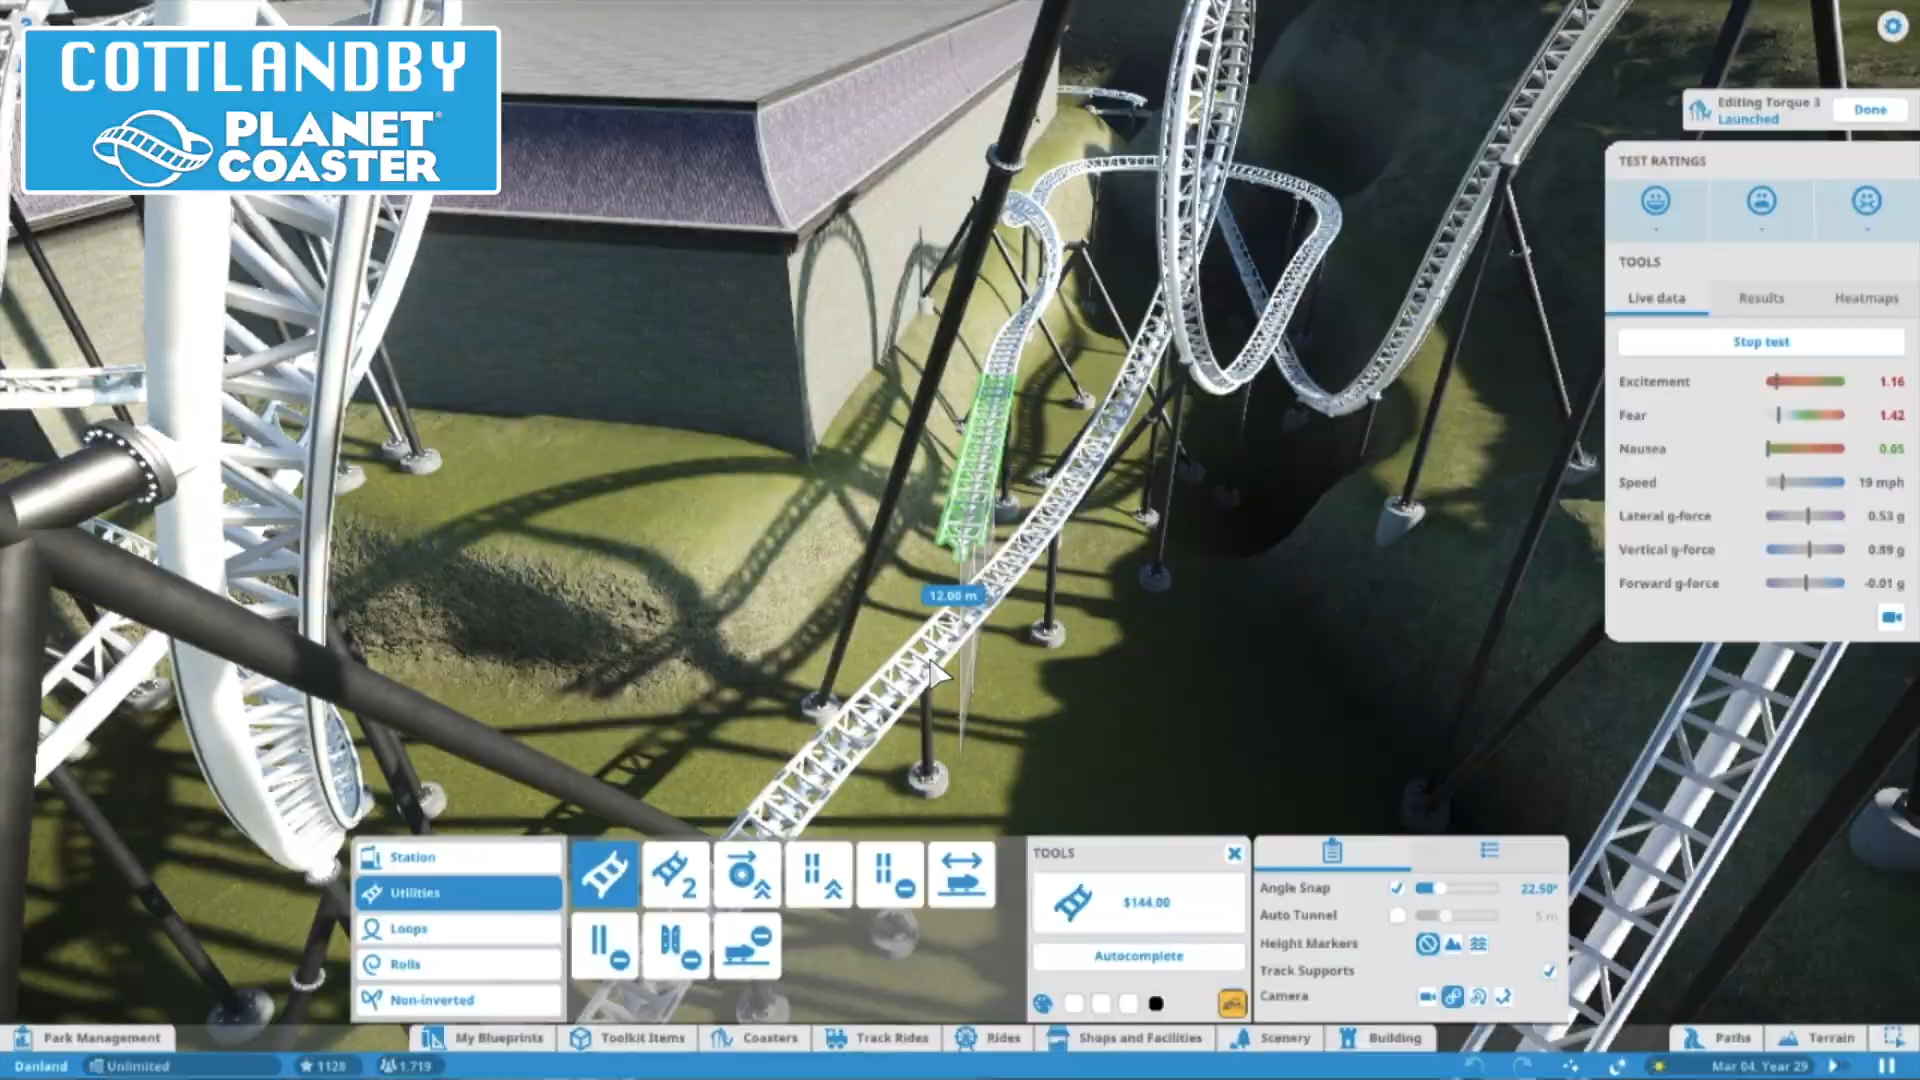 COTTLANDBY
PLANET
COASTER
Editing Torque 3
Launched
Done
TEST RATINGS
TOOLS
Live data
Results
Heatmaps
Stop test
Excitement 1.16
Fear 1.42
Nausea 0.05
Speed 19 mph
Lateral g-force 0.53 g
Vertical g-force 0.89 g
Forward g-force -0.01 g
12.00 m
Station
Utilities
Loops
Rolls
Non-inverted
2
TOOLS
$144.00
Autocomplete
Angle Snap 22.50°
Auto Tunnel 5 m
Height Markers
Track Supports
Camera
Park Management
My Blueprints
Toolkit Items
Coasters
Track Rides
Rides
Shops and Facilities
Scenery
Building
Paths
Terrain
Danland
Unlimited
1128
1,719
Mar 04, Year 29